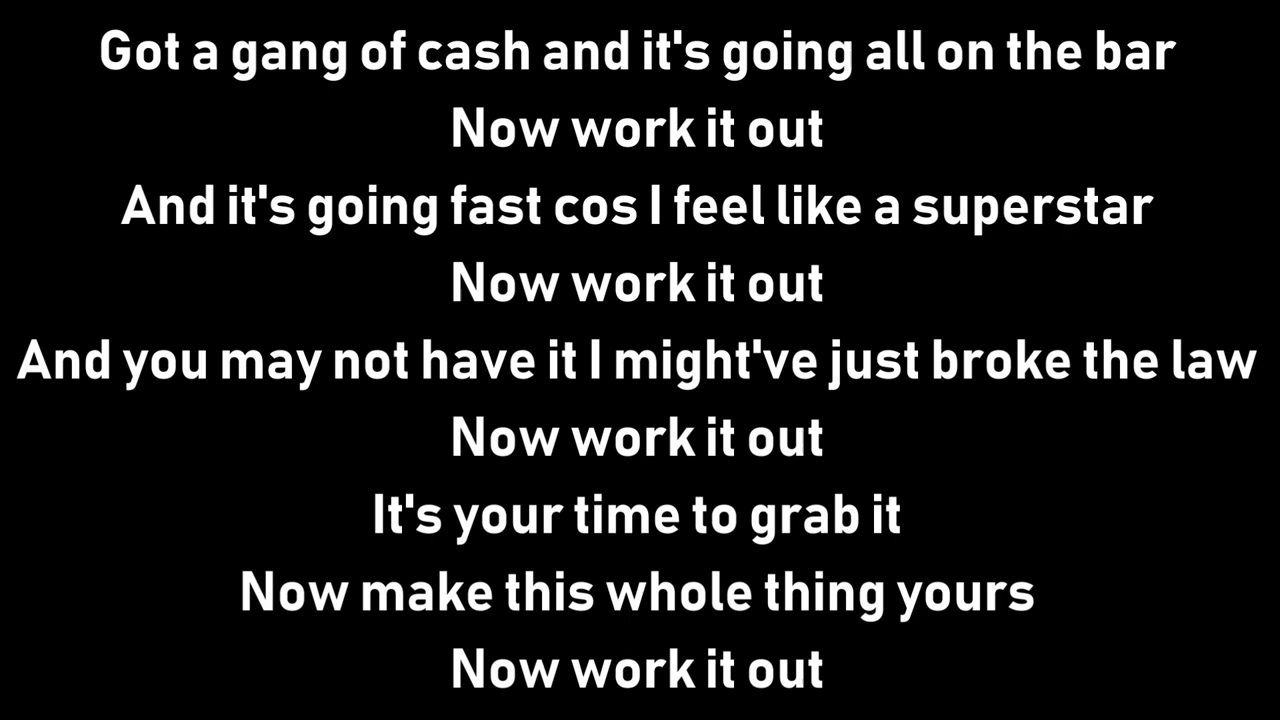 Got a gang of cash and it's going all on the bar
Now work it out
And it's going fast cos I feel like a superstar
Now work it out
And you may not have it I might've just broke the law
Now work it out
It's your time to grab it
Now make this whole thing yours
Now work it out